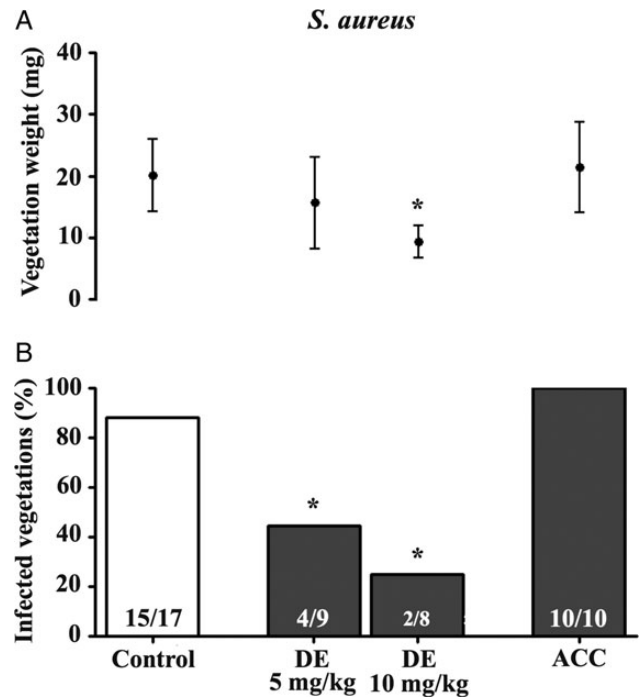 A
S. aureus
Vegetation weight (mg)
40
30
20
10
0
*
B
Infected vegetations (%)
100
80
60
40
20
0
*
*
15/17
4/9
2/8
10/10
Control
DE
5 mg/kg
DE
10 mg/kg
ACC